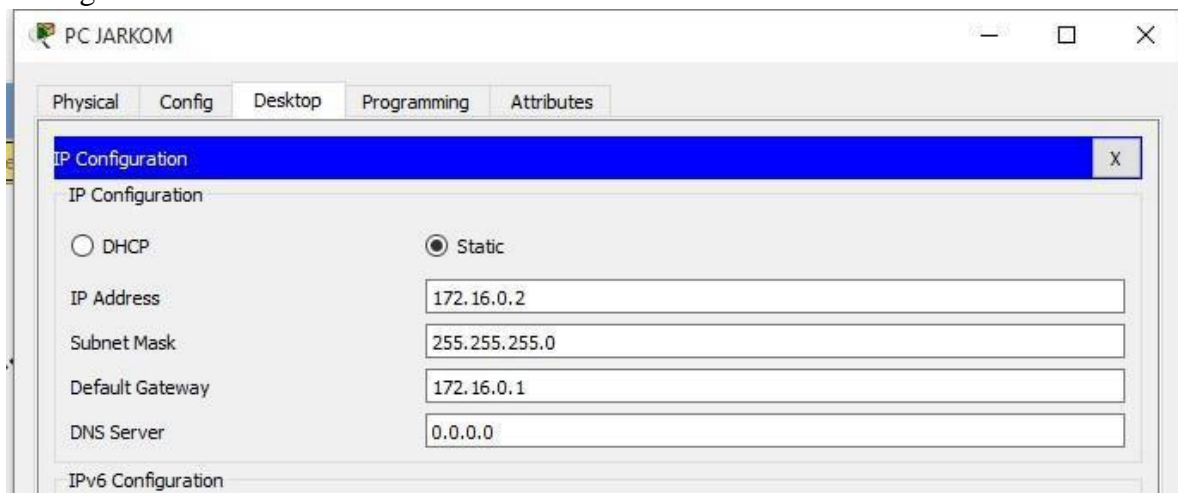 PC JARKOM
Physical Config Desktop Programming Attributes
IP Configuration X
IP Configuration
DHCP Static
IP Address 172.16.0.2
Subnet Mask 255.255.255.0
Default Gateway 172.16.0.1
DNS Server 0.0.0.0
IPv6 Configuration